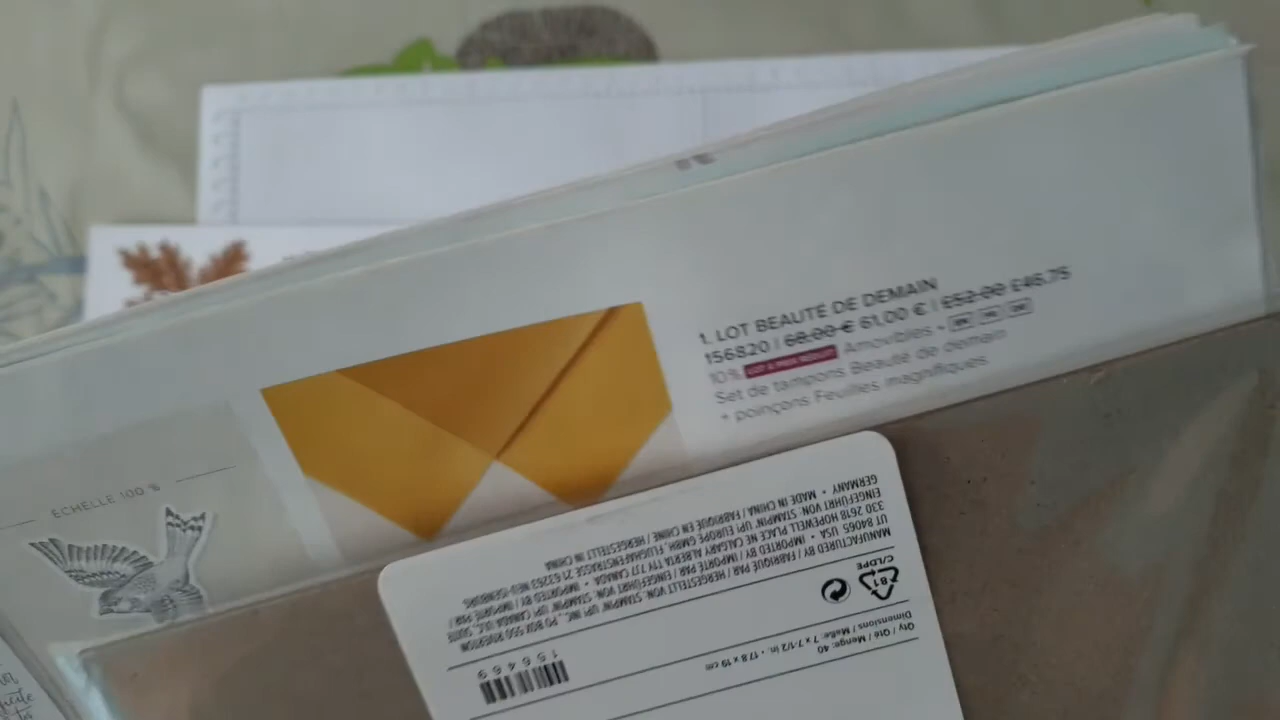 1. LOT BEAUTÉ DE DEMAIN
156820 | 68.00 € 61,00 € | £52.00 £46.75
10% LOT À PRIX RÉDUIT Amovibles •
Set de tampons Beauté de demain
+ poinçons Feuilles magnifiques
ÉCHELLE 100 %
Qty / Qté / Menge: 40
Dimensions / Maße: 7 x 7-1/2 in. • 17.8 x 19 cm
156469
81
C/LDPE
MANUFACTURED BY / FABRIQUÉ PAR / HERGESTELLT VON: STAMPIN' UP! INC., PO BOX 550 RIVERTON
UT 84065 USA • IMPORTED BY / IMPORTÉ PAR / EINGEFÜHRT VON: STAMPIN' UP! CANADA ULC, SUITE
330 2618 HOPEWELL PLACE NE CALGARY ALBERTA T1Y 7J7 CANADA • IMPORTED BY / IMPORTÉ PAR /
EINGEFÜHRT VON: STAMPIN' UP! EUROPE GMBH, FLUGHAFENSTRASSE 21 63263 NEU-ISENBURG
GERMANY • MADE IN CHINA / FABRIQUÉ EN CHINE / HERGESTELLT IN CHINA